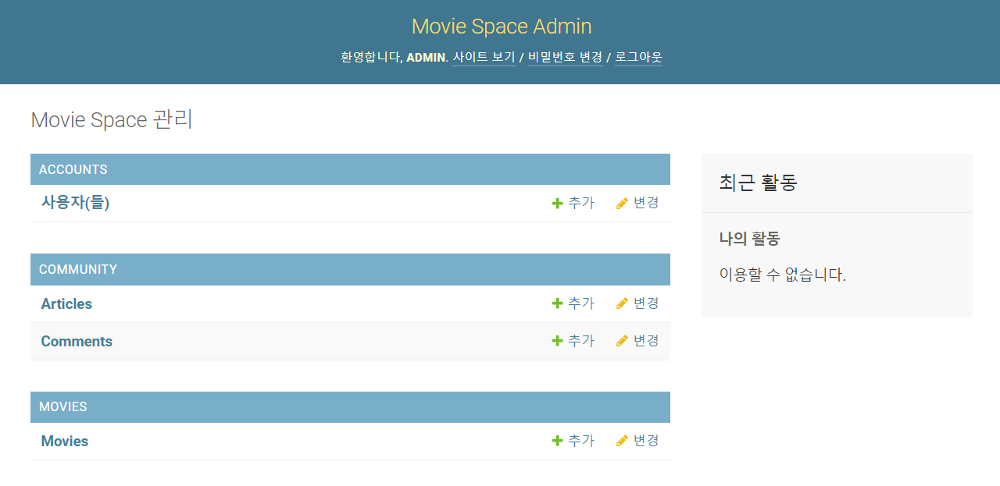 Movie Space Admin
환영합니다, ADMIN. 사이트 보기 / 비밀번호 변경 / 로그아웃
Movie Space 관리
ACCOUNTS
사용자(들) 추가 변경
COMMUNITY
Articles 추가 변경
Comments 추가 변경
MOVIES
Movies 추가 변경
최근 활동
나의 활동
이용할 수 없습니다.